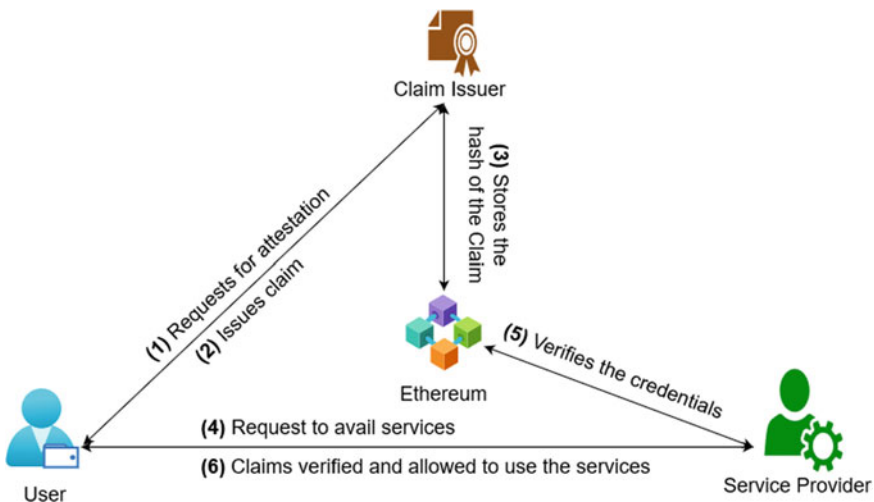 Claim Issuer
(1) Requests for attestation
(2) Issues claim
(3) Stores the
hash of the Claim
Ethereum
(5) Verifies the credentials
(4) Request to avail services
(6) Claims verified and allowed to use the services
User
Service Provider